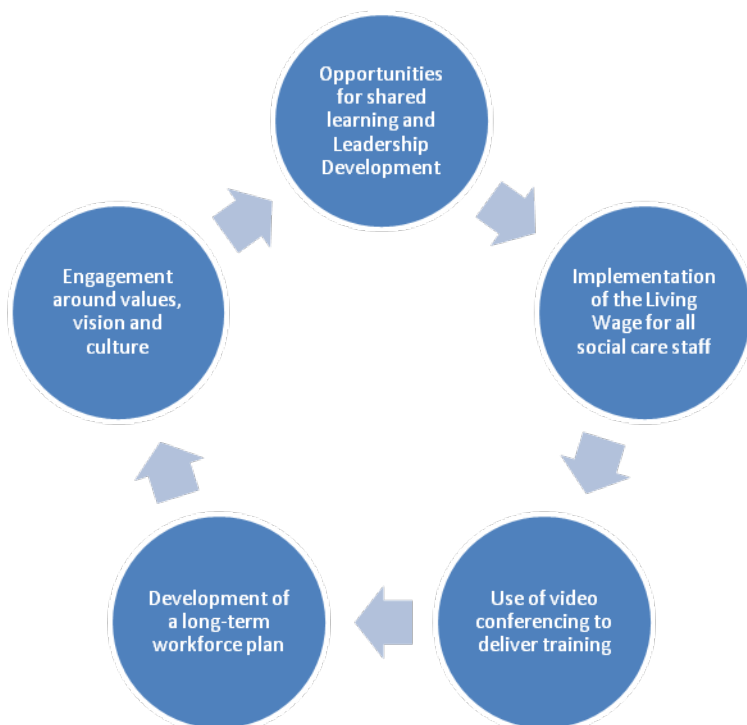 Opportunities
for shared
learning and
Leadership
Development
Implementation
of the Living
Wage for all
social care staff
Use of video
conferencing to
deliver training
Development of
a long-term
workforce plan
Engagement
around values,
vision and
culture